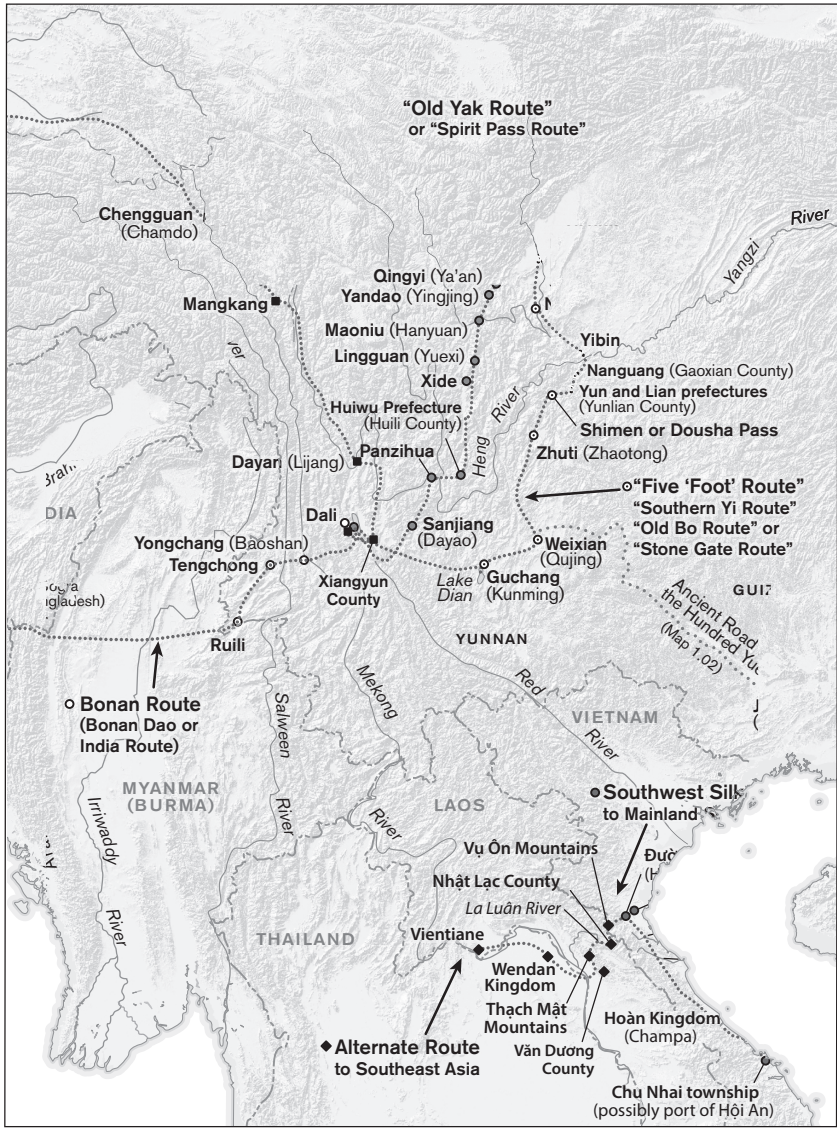 "Old Yak Route"
or "Spirit Pass Route"
River
Yangzi
Chengguan
(Chamdo)
Mangkang
Qingyi (Ya'an)
Yandao (Yingjing)
Maoniu (Hanyuan)
Lingguan (Yuexi)
Xide
Yibin
Nanguang (Gaoxian County)
Yun and Lian prefectures
(Yunlian County)
Shimen or Dousha Pass
Huiwu Prefecture
(Huili County)
Heng
River
Zhuti (Zhaotong)
Dayan (Lijang)
Panzhihua
"Five 'Foot' Route"
"Southern Yi Route"
"Old Bo Route" or
"Stone Gate Route"
Dali
Sanjiang
(Dayao)
Weixian
(Qujing)
Yongchang (Baoshan)
Tengchong
Xiangyun
County
Lake
Dian
Guchang
(Kunming)
Ancient Road
the Hundred
(Map 1.02)
YUNNAN
Ruili
Bonan Route
(Bonan Dao or
India Route)
Salween
River
Mekong
River
Red
River
VIETNAM
MYANMAR
(BURMA)
LAOS
Irriwaddy
River
Southwest Silk
to Mainland
Vụ Ôn Mountains
Nhật Lạc County
La Luân River
THAILAND
Vientiane
Wendan
Kingdom
Thạch Mật
Mountains
Văn Dương
County
Hoàn Kingdom
(Champa)
Alternate Route
to Southeast Asia
Chu Nhai township
(possibly port of Hội An)